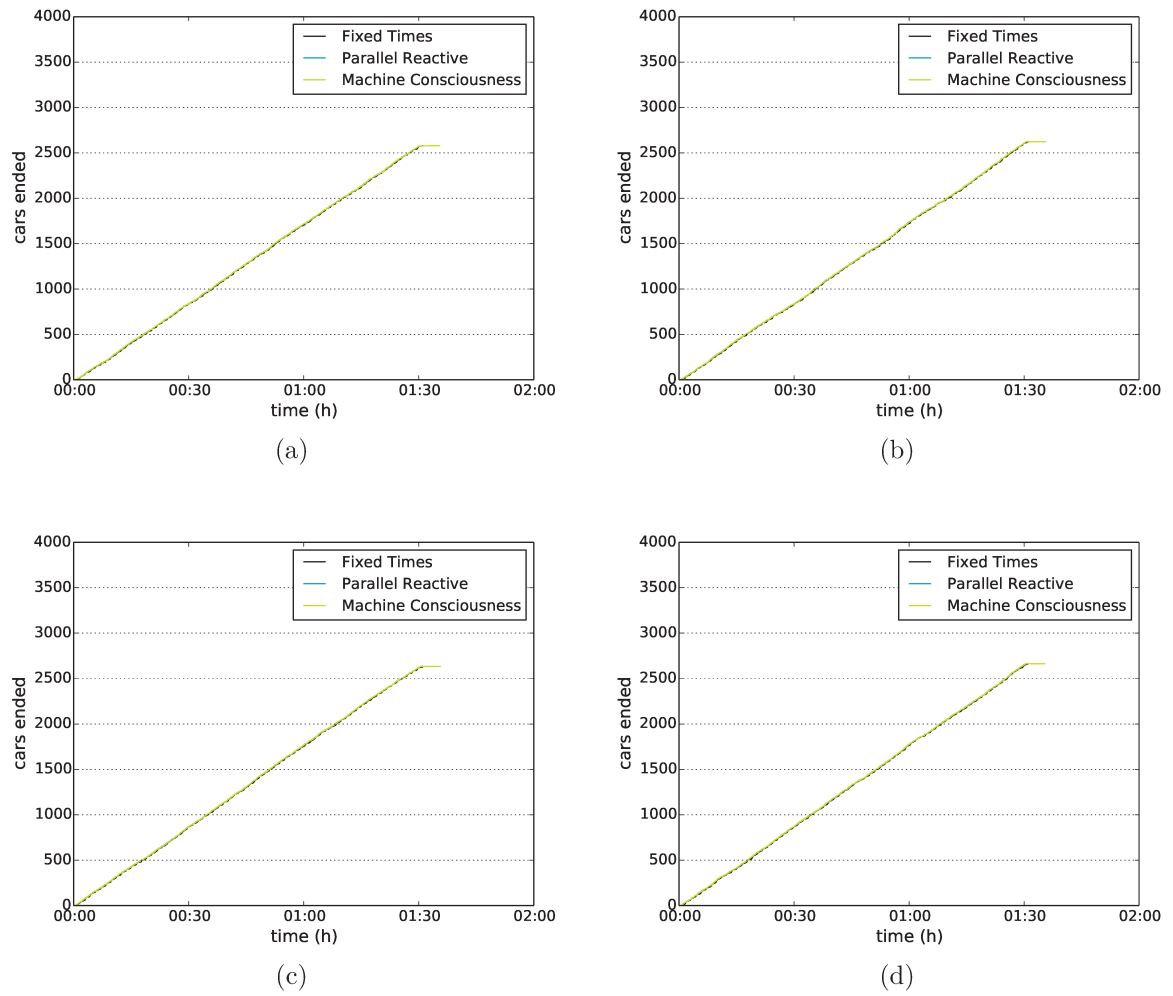 4000
3500
3000
2500
2000
1500
1000
500
0
cars ended
00:00
00:30
01:00
01:30
02:00
time (h)
Fixed Times
Parallel Reactive
Machine Consciousness
(a)
4000
3500
3000
2500
2000
1500
1000
500
0
cars ended
00:00
00:30
01:00
01:30
02:00
time (h)
Fixed Times
Parallel Reactive
Machine Consciousness
(b)
4000
3500
3000
2500
2000
1500
1000
500
0
cars ended
00:00
00:30
01:00
01:30
02:00
time (h)
Fixed Times
Parallel Reactive
Machine Consciousness
(c)
4000
3500
3000
2500
2000
1500
1000
500
0
cars ended
00:00
00:30
01:00
01:30
02:00
time (h)
Fixed Times
Parallel Reactive
Machine Consciousness
(d)